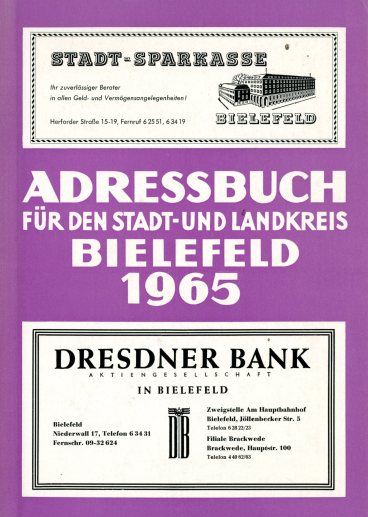 STADT-SPARKASSE
Ihr zuverlässiger Berater
in allen Geld- und Vermögensangelegenheiten!
Herforder Straße 15-19, Fernruf 6 25 51, 6 34 19
BIELEFELD
ADRESSBUCH
FÜR DEN STADT-UND LANDKREIS
BIELEFELD
1965
DRESDNER BANK
AKTIENGESELLSCHAFT
IN BIELEFELD
Bielefeld
Niederwall 17, Telefon 6 34 31
Fernschr. 09-32 624
DB
Zweigstelle Am Hauptbahnhof
Bielefeld, Jöllenbecker Str. 5
Telefon 6 28 22/23
Filiale Brackwede
Brackwede, Hauptstr. 100
Telefon 4 40 62/63